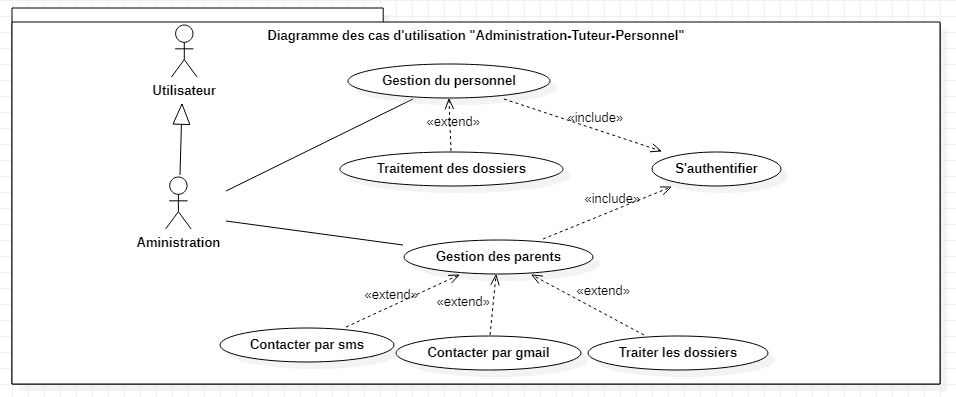 Diagramme des cas d'utilisation "Administration-Tuteur-Personnel"
Utilisateur
Gestion du personnel
«extend»
«include»
Traitement des dossiers
S'authentifier
«include»
Aministration
Gestion des parents
«extend»
«extend»
«extend»
Contacter par sms
Contacter par gmail
Traiter les dossiers